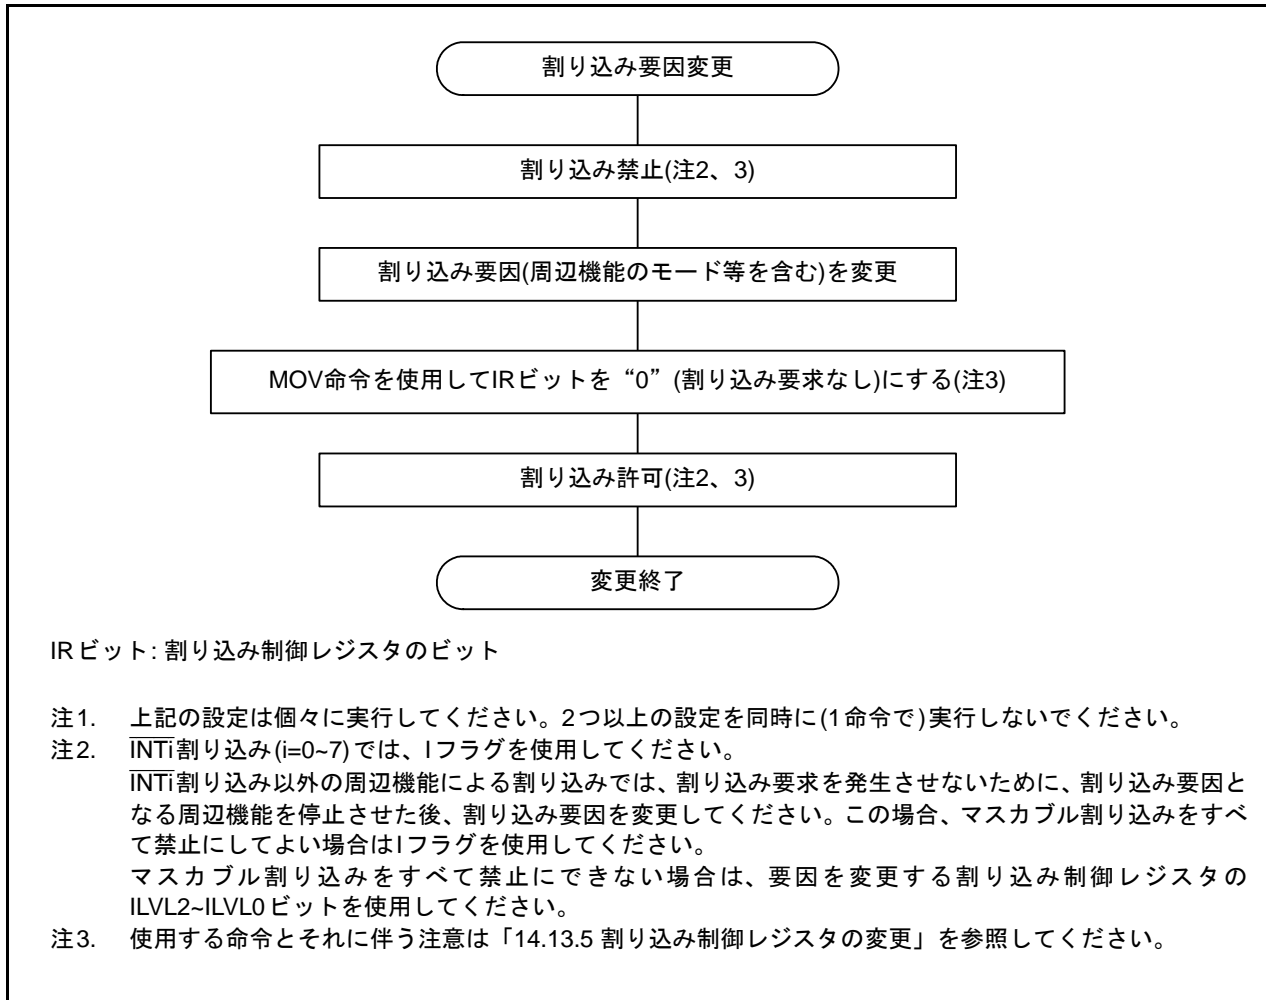 割り込み要因変更
割り込み禁止(注2、3)
割り込み要因(周辺機能のモード等を含む)を変更
MOV命令を使用してIRビットを“0”(割り込み要求なし)にする(注3)
割り込み許可(注2、3)
変更終了
IRビット: 割り込み制御レジスタのビット
注1. 上記の設定は個々に実行してください。2つ以上の設定を同時に(1命令で)実行しないでください。
注2. INTi割り込み(i=0~7)では、Iフラグを使用してください。
INTi割り込み以外の周辺機能による割り込みでは、割り込み要求を発生させないために、割り込み要因と
なる周辺機能を停止させた後、割り込み要因を変更してください。この場合、マスカブル割り込みをすべ
て禁止にしてよい場合はIフラグを使用してください。
マスカブル割り込みをすべて禁止にできない場合は、要因を変更する割り込み制御レジスタの
ILVL2~ILVL0ビットを使用してください。
注3. 使用する命令とそれに伴う注意は「14.13.5 割り込み制御レジスタの変更」を参照してください。